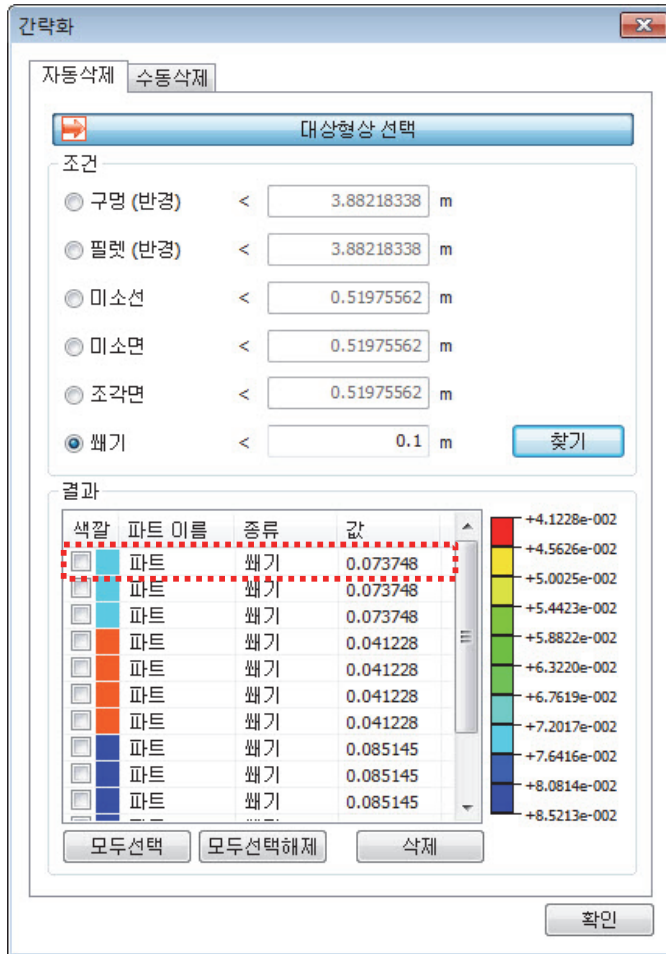 간략화
자동삭제 수동삭제
대상형상 선택
조건
구멍 (반경) < 3.88218338 m
필렛 (반경) < 3.88218338 m
미소선 < 0.51975562 m
미소면 < 0.51975562 m
조각면 < 0.51975562 m
쐐기 < 0.1 m 찾기
결과
색깔 파트 이름 종류 값
파트 쐐기 0.073748
파트 쐐기 0.073748
파트 쐐기 0.073748
파트 쐐기 0.041228
파트 쐐기 0.041228
파트 쐐기 0.041228
파트 쐐기 0.041228
파트 쐐기 0.085145
파트 쐐기 0.085145
파트 쐐기 0.085145
+4.1228e-002
+4.5626e-002
+5.0025e-002
+5.4423e-002
+5.8822e-002
+6.3220e-002
+6.7619e-002
+7.2017e-002
+7.6416e-002
+8.0814e-002
+8.5213e-002
모두선택 모두선택해제 삭제
확인